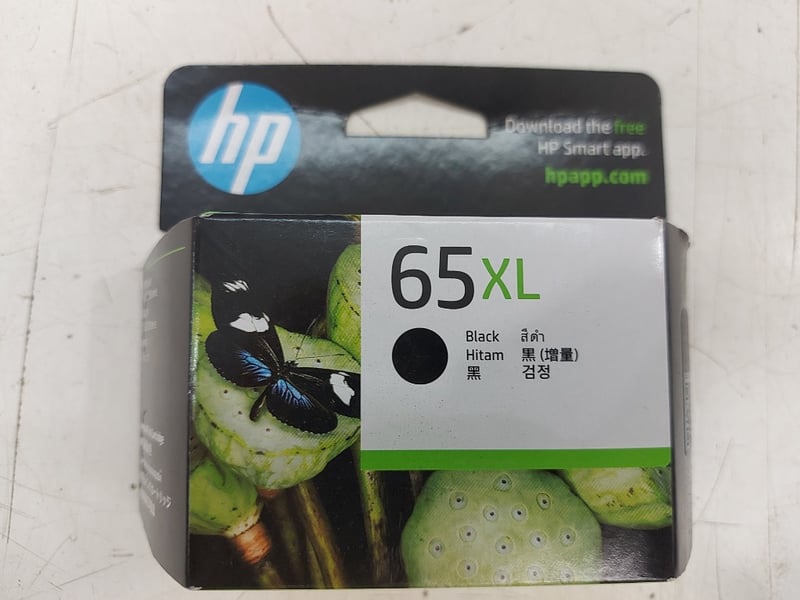 hp
Download the free
HP Smart app.
hpapp.com
65XL
Black สีดำ
Hitam 黒 (増量)
黑 검정